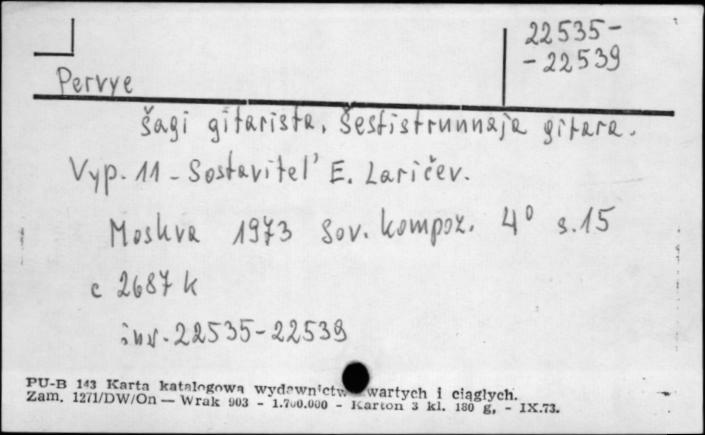 22535-
-22539
Pervye
šagi gitarista. Šestistrunnaja gitara.
Vyp. 11 - Sostavitel' E. Laričev.
Moskva 1973 Sov. kompoz. 4° s. 15
c 2687 k
inw. 22535-22539
PU-B 143 Karta katalogowa wydawnictw wartych i ciągłych.
Zam. 1271/DW/On — Wrak 903 - 1.700.000 - Karton 3 kl. 180 g, - IX.73.